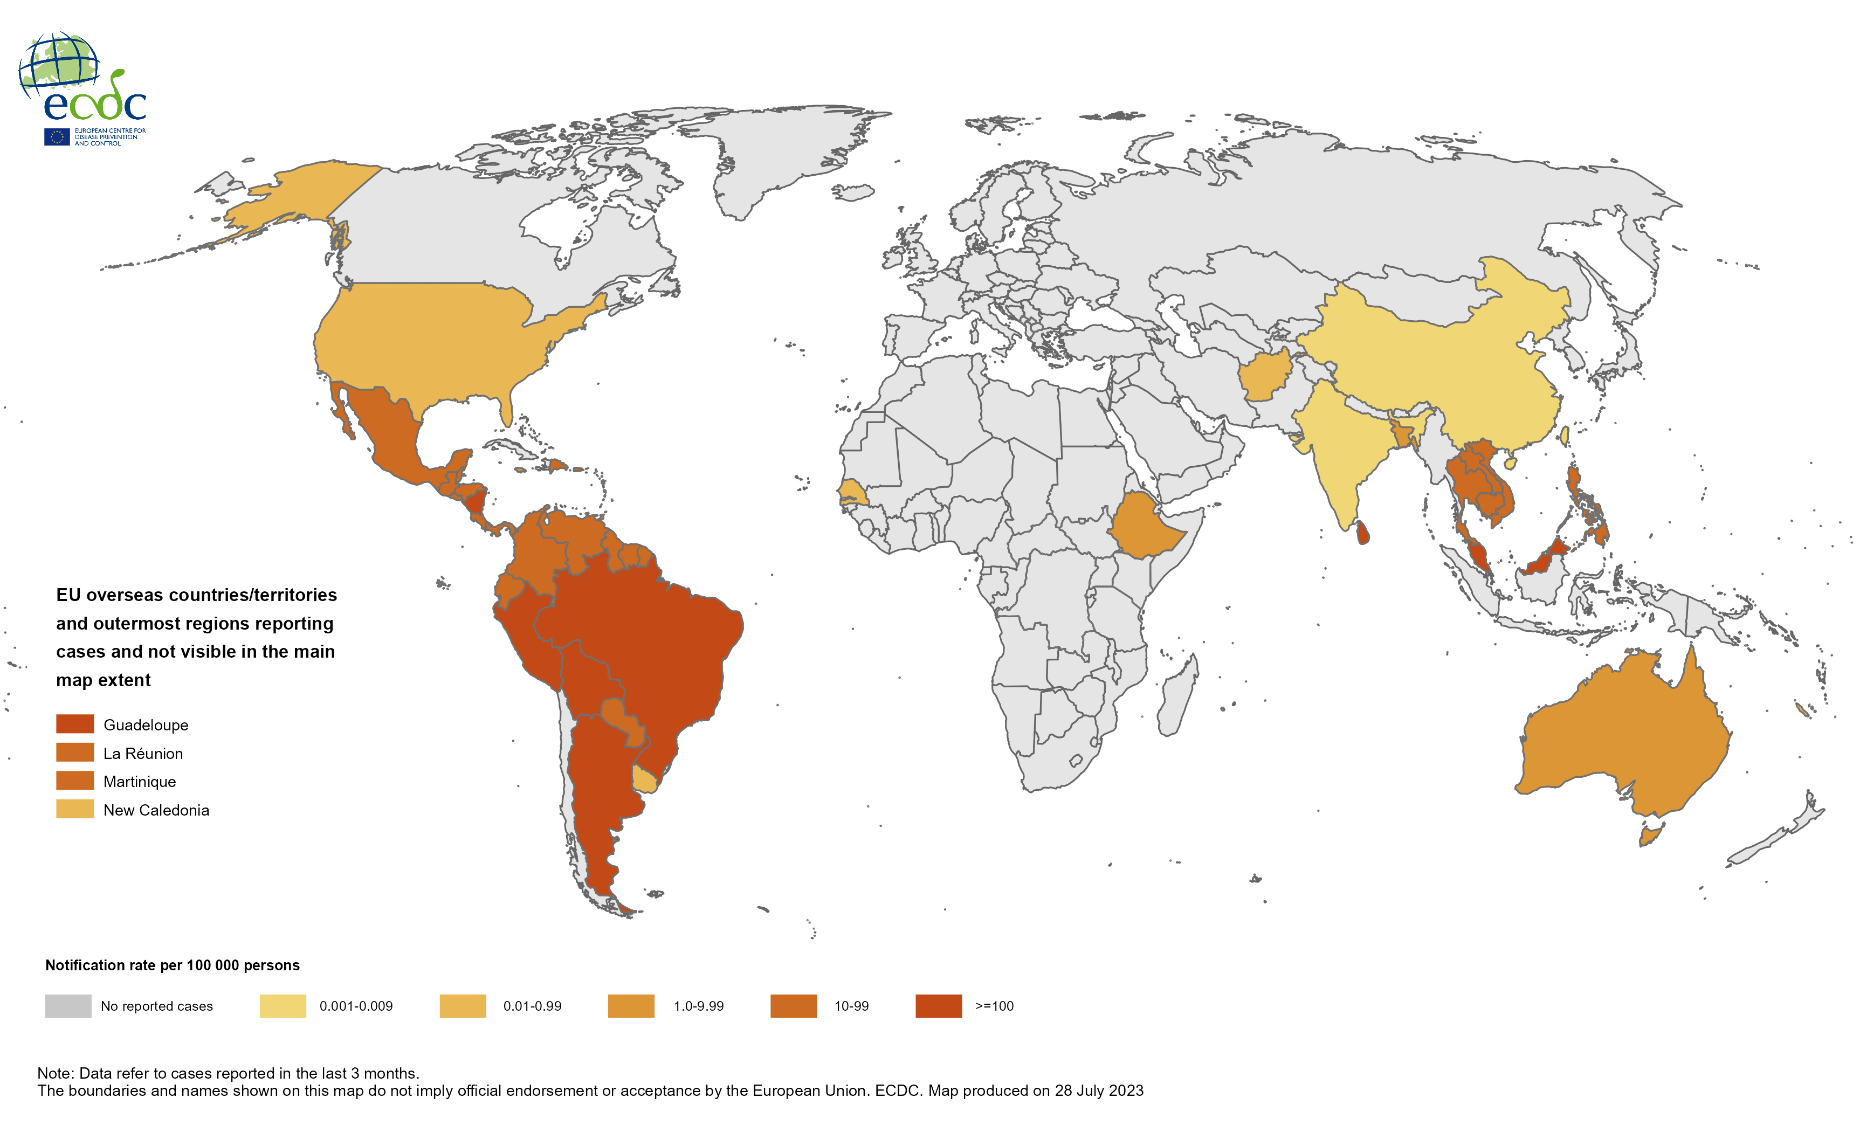 ecdc
EUROPEAN CENTRE FOR
DISEASE PREVENTION
AND CONTROL
EU overseas countries/territories
and outermost regions reporting
cases and not visible in the main
map extent
Guadeloupe
La Réunion
Martinique
New Caledonia
Notification rate per 100 000 persons
No reported cases
0.001-0.009
0.01-0.99
1.0-9.99
10-99
>=100
Note: Data refer to cases reported in the last 3 months.
The boundaries and names shown on this map do not imply official endorsement or acceptance by the European Union. ECDC. Map produced on 28 July 2023